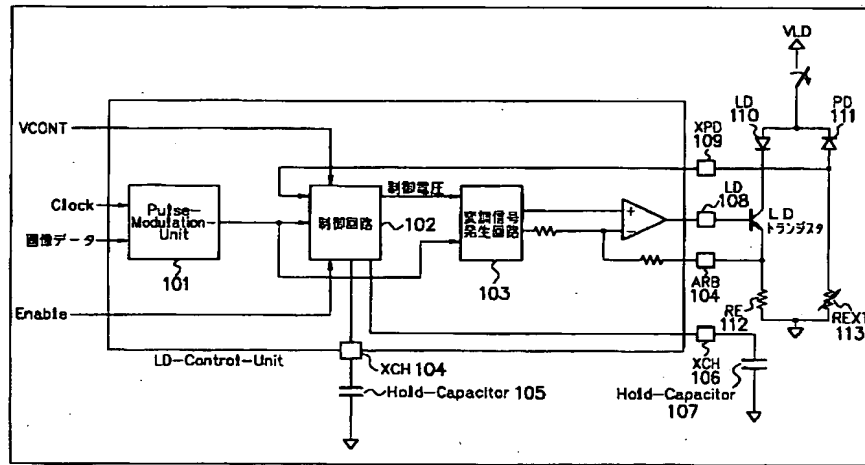 VLD
LD
110
PD
111
VCONT
XPD
109
制御電圧
LD
108
Clock
Pulse-
Modulation-
Unit
制御回路
102
変調信号
発生回路
+
-
LD
トランジスタ
画像データ
101
103
ARB
104
Enable
RE
112
REXT
113
LD-Control-Unit
XCH 104
XCH
106
Hold-Capacitor 105
Hold-Capacitor
107